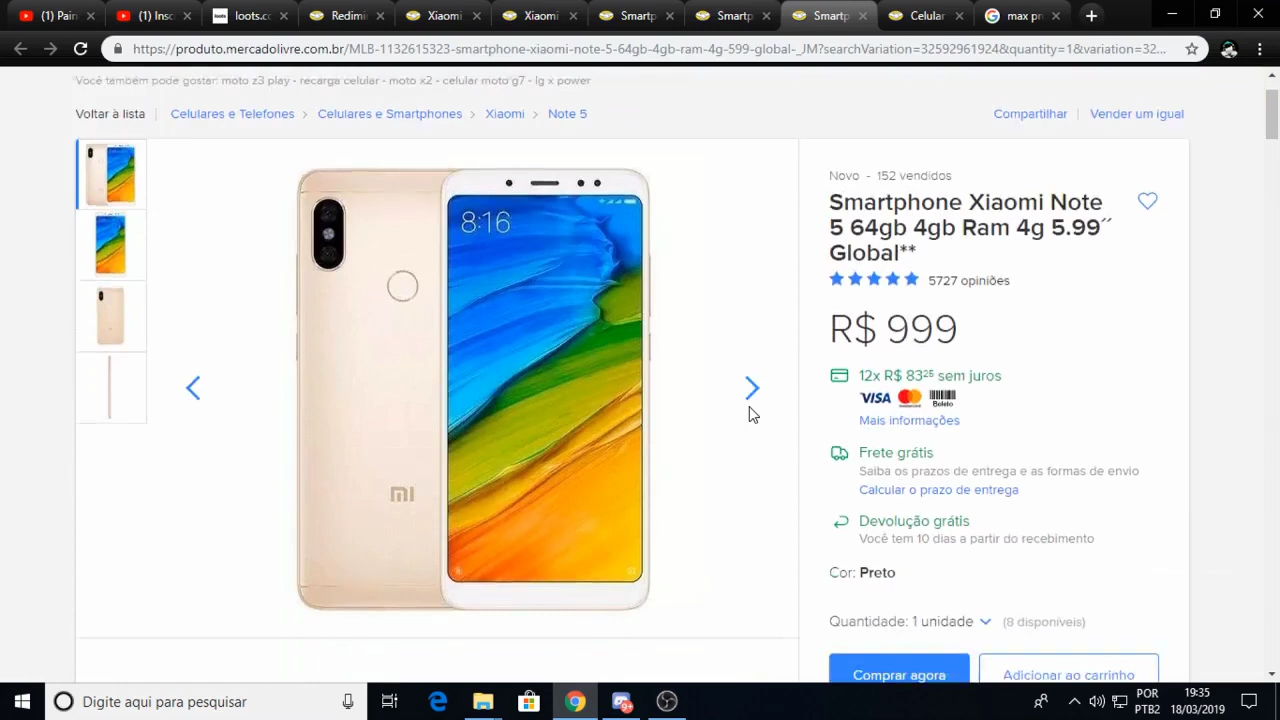 (1) Pain
(1) Insc
loots
loots.cc
Redimi
Xiaomi
Xiaomi
Smartp
Smartp
Smartp
Celular
max pr
https://produto.mercadolivre.com.br/MLB-1132615323-smartphone-xiaomi-note-5-64gb-4gb-ram-4g-599-global-_JM?searchVariation=32592961924&quantity=1&variation=32...
Você também pode gostar: moto z3 play - recarga celular - moto x2 - celular moto g7 - lg x power
Voltar à lista
Celulares e Telefones > Celulares e Smartphones > Xiaomi > Note 5
Compartilhar
Vender um igual
8:16
mi
Novo - 152 vendidos
Smartphone Xiaomi Note
5 64gb 4gb Ram 4g 5.99´´
Global**
5727 opiniões
R$ 999
12x R$ 83²⁵ sem juros
VISA
Boleto
Mais informações
Frete grátis
Saiba os prazos de entrega e as formas de envio
Calcular o prazo de entrega
Devolução grátis
Você tem 10 dias a partir do recebimento
Cor: Preto
Quantidade: 1 unidade (8 disponíveis)
Comprar agora
Adicionar ao carrinho
Digite aqui para pesquisar
POR
PTB2
19:35
18/03/2019